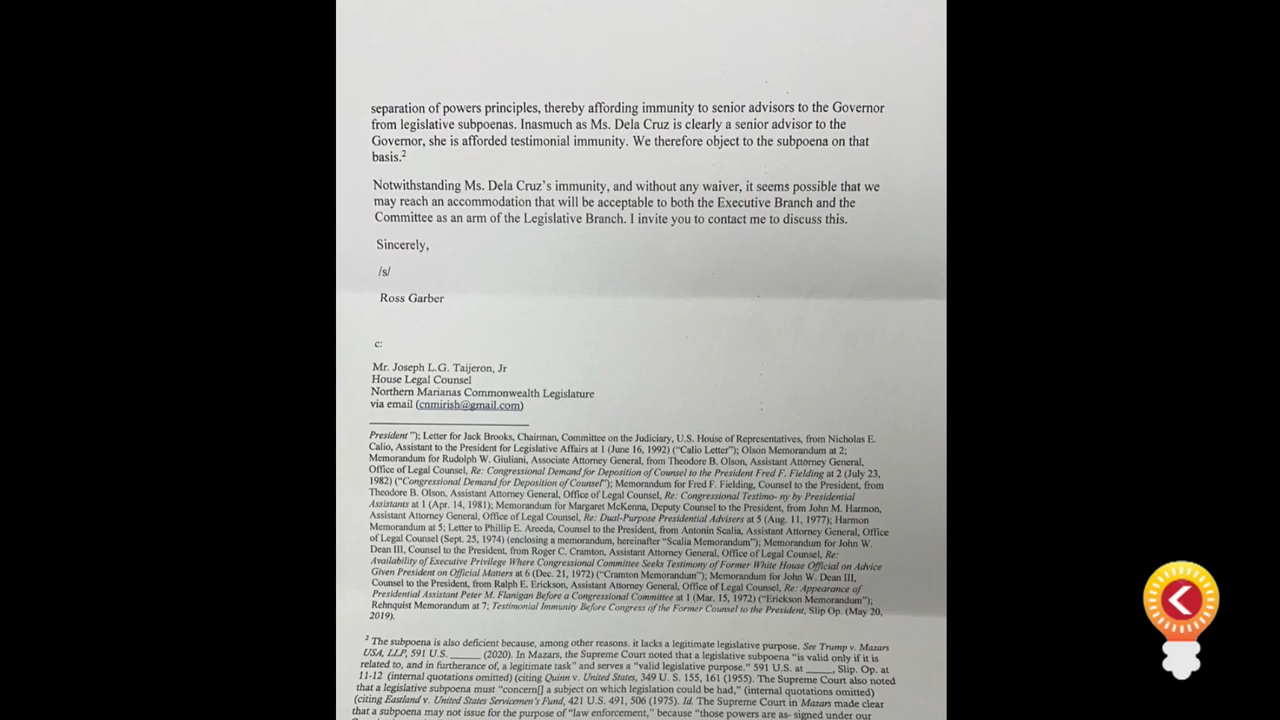 separation of powers principles, thereby affording immunity to senior advisors to the Governor
from legislative subpoenas. Inasmuch as Ms. Dela Cruz is clearly a senior advisor to the
Governor, she is afforded testimonial immunity. We therefore object to the subpoena on that
basis.2
Notwithstanding Ms. Dela Cruz's immunity, and without any waiver, it seems possible that we
may reach an accommodation that will be acceptable to both the Executive Branch and the
Committee as an arm of the Legislative Branch. I invite you to contact me to discuss this.
Sincerely,
/s/
Ross Garber
c:
Mr. Joseph L.G. Taijeron, Jr
House Legal Counsel
Northern Marianas Commonwealth Legislature
via email (cnmirish@gmail.com)
President"); Letter for Jack Brooks, Chairman, Committee on the Judiciary, U.S. House of Representatives, from Nicholas E.
Calio, Assistant to the President for Legislative Affairs at 1 (June 16, 1992) ("Calio Letter"); Olson Memorandum at 2;
Memorandum for Rudolph W. Giuliani, Associate Attorney General, from Theodore B. Olson, Assistant Attorney General,
Office of Legal Counsel, Re: Congressional Demand for Deposition of Counsel to the President Fred F. Fielding at 2 (July 23,
1982) ("Congressional Demand for Deposition of Counsel"); Memorandum for Fred F. Fielding, Counsel to the President, from
Theodore B. Olson, Assistant Attorney General, Office of Legal Counsel, Re: Congressional Testimo- ny by Presidential
Assistants at 1 (Apr. 14, 1981); Memorandum for Margaret McKenna, Deputy Counsel to the President, from John M. Harmon,
Assistant Attorney General, Office of Legal Counsel, Re: Dual-Purpose Presidential Advisers at 5 (Aug. 11, 1977); Harmon
Memorandum at 5; Letter to Phillip E. Areeda, Counsel to the President, from Antonin Scalia, Assistant Attorney General, Office
of Legal Counsel (Sept. 25, 1974) (enclosing a memorandum, hereinafter "Scalia Memorandum"); Memorandum for John W.
Dean III, Counsel to the President, from Roger C. Cramton, Assistant Attorney General, Office of Legal Counsel, Re:
Availability of Executive Privilege Where Congressional Committee Seeks Testimony of Former White House Official on Advice
Given President on Official Matters at 6 (Dec. 21, 1972) ("Cramton Memorandum"); Memorandum for John W. Dean III,
Counsel to the President, from Ralph E. Erickson, Assistant Attorney General, Office of Legal Counsel, Re: Appearance of
Presidential Assistant Peter M. Flanigan Before a Congressional Committee at 1 (Mar. 15, 1972) ("Erickson Memorandum");
Rehnquist Memorandum at 7; Testimonial Immunity Before Congress of the Former Counsel to the President, Slip Op. (May 20,
2019).
2 The subpoena is also deficient because, among other reasons, it lacks a legitimate legislative purpose. See Trump v. Mazars
USA, LLP, 591 U.S. _____ (2020). In Mazars, the Supreme Court noted that a legislative subpoena "is valid only if it is
related to, and in furtherance of, a legitimate task" and serves a "valid legislative purpose." 591 U.S. at _____, Slip. Op. at
11-12 (internal quotations omitted) (citing Quinn v. United States, 349 U. S. 155, 161 (1955). The Supreme Court also noted
that a legislative subpoena must "concern[] a subject on which legislation could be had," (internal quotations omitted)
(citing Eastland v. United States Servicemen's Fund, 421 U.S. 491, 506 (1975). Id. The Supreme Court in Mazars made clear
that a subpoena may not issue for the purpose of "law enforcement," because "those powers are as- signed under our